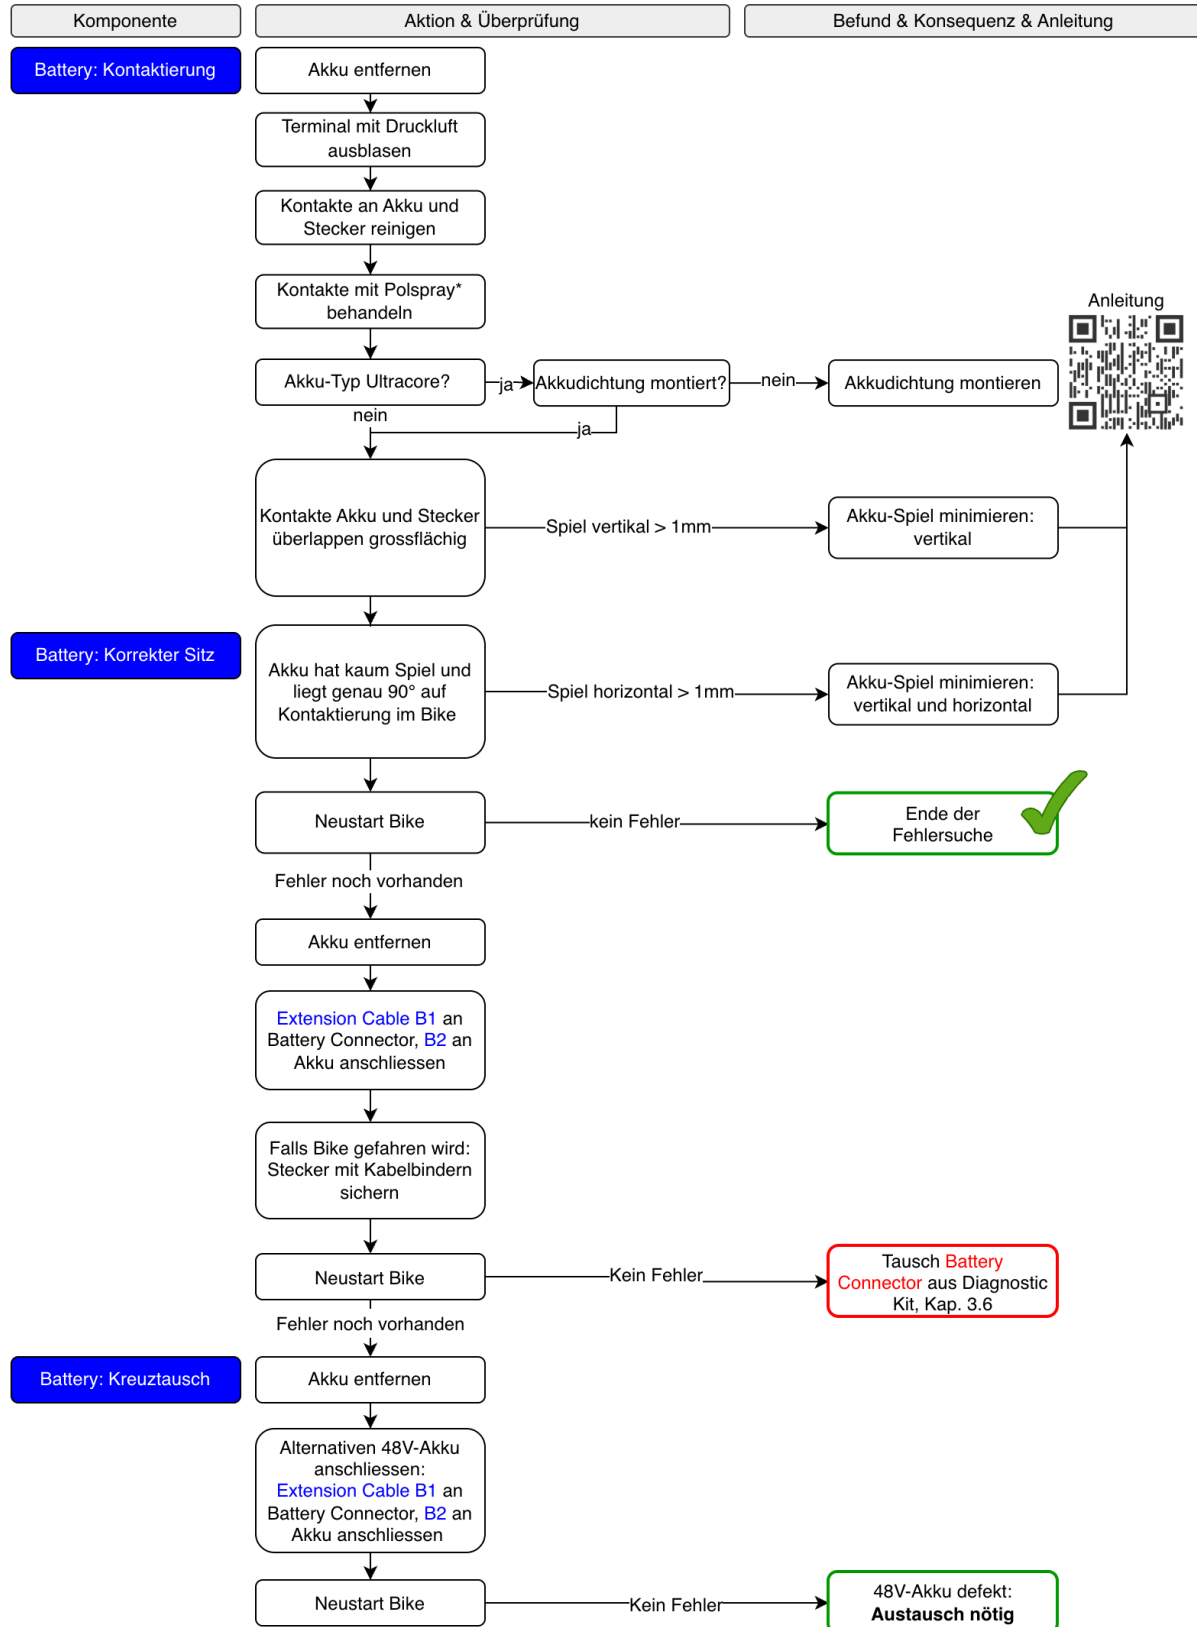 Komponente
Aktion & Überprüfung
Befund & Konsequenz & Anleitung
Battery: Kontaktierung
Akku entfernen
Terminal mit Druckluft
ausblasen
Kontakte an Akku und
Stecker reinigen
Kontakte mit Polspray*
behandeln
Anleitung
Akku-Typ Ultracore?
ja
Akkudichtung montiert?
nein
Akkudichtung montieren
nein
ja
Kontakte Akku und Stecker
überlappen grossflächig
Spiel vertikal > 1mm
Akku-Spiel minimieren:
vertikal
Battery: Korrekter Sitz
Akku hat kaum Spiel und
liegt genau 90° auf
Kontaktierung im Bike
Spiel horizontal > 1mm
Akku-Spiel minimieren:
vertikal und horizontal
Neustart Bike
kein Fehler
Ende der
Fehlersuche
Fehler noch vorhanden
Akku entfernen
Extension Cable B1 an
Battery Connector, B2 an
Akku anschliessen
Falls Bike gefahren wird:
Stecker mit Kabelbindern
sichern
Neustart Bike
Kein Fehler
Tausch Battery
Connector aus Diagnostic
Kit, Kap. 3.6
Fehler noch vorhanden
Battery: Kreuztausch
Akku entfernen
Alternativen 48V-Akku
anschliessen:
Extension Cable B1 an
Battery Connector, B2 an
Akku anschliessen
Neustart Bike
Kein Fehler
48V-Akku defekt:
Austausch nötig